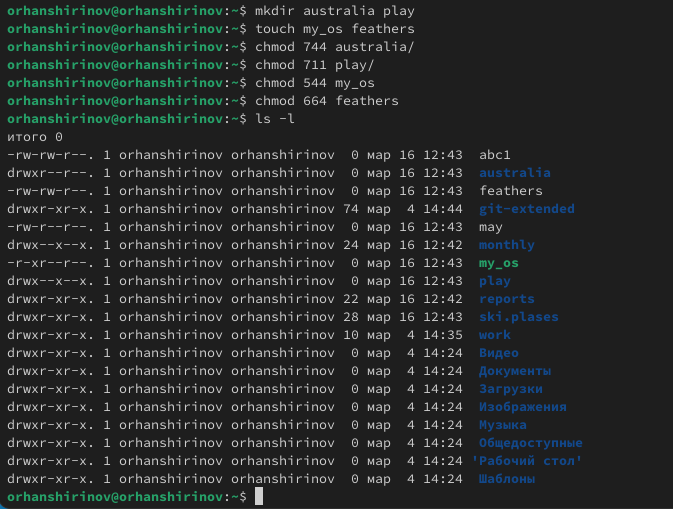 orhanshirinov@orhanshirinov:~$ mkdir australia play
orhanshirinov@orhanshirinov:~$ touch my_os feathers
orhanshirinov@orhanshirinov:~$ chmod 744 australia/
orhanshirinov@orhanshirinov:~$ chmod 711 play/
orhanshirinov@orhanshirinov:~$ chmod 544 my_os
orhanshirinov@orhanshirinov:~$ chmod 664 feathers
orhanshirinov@orhanshirinov:~$ ls -l
итого 0
-rw-rw-r--. 1 orhanshirinov orhanshirinov  0 мар 16 12:43  abc1
drwxr--r--. 1 orhanshirinov orhanshirinov  0 мар 16 12:43  australia
-rw-rw-r--. 1 orhanshirinov orhanshirinov  0 мар 16 12:43  feathers
drwxr-xr-x. 1 orhanshirinov orhanshirinov 74 мар  4 14:44  git-extended
-rw-r--r--. 1 orhanshirinov orhanshirinov  0 мар 16 12:43  may
drwx--x--x. 1 orhanshirinov orhanshirinov 24 мар 16 12:42  monthly
-r-xr--r--. 1 orhanshirinov orhanshirinov  0 мар 16 12:43  my_os
drwx--x--x. 1 orhanshirinov orhanshirinov  0 мар 16 12:43  play
drwxr-xr-x. 1 orhanshirinov orhanshirinov 22 мар 16 12:42  reports
drwxr-xr-x. 1 orhanshirinov orhanshirinov 28 мар 16 12:43  ski.plases
drwxr-xr-x. 1 orhanshirinov orhanshirinov 10 мар  4 14:35  work
drwxr-xr-x. 1 orhanshirinov orhanshirinov  0 мар  4 14:24  Видео
drwxr-xr-x. 1 orhanshirinov orhanshirinov  0 мар  4 14:24  Документы
drwxr-xr-x. 1 orhanshirinov orhanshirinov  0 мар  4 14:24  Загрузки
drwxr-xr-x. 1 orhanshirinov orhanshirinov  0 мар  4 14:24  Изображения
drwxr-xr-x. 1 orhanshirinov orhanshirinov  0 мар  4 14:24  Музыка
drwxr-xr-x. 1 orhanshirinov orhanshirinov  0 мар  4 14:24  Общедоступные
drwxr-xr-x. 1 orhanshirinov orhanshirinov  0 мар  4 14:24 'Рабочий стол'
drwxr-xr-x. 1 orhanshirinov orhanshirinov  0 мар  4 14:24  Шаблоны
orhanshirinov@orhanshirinov:~$